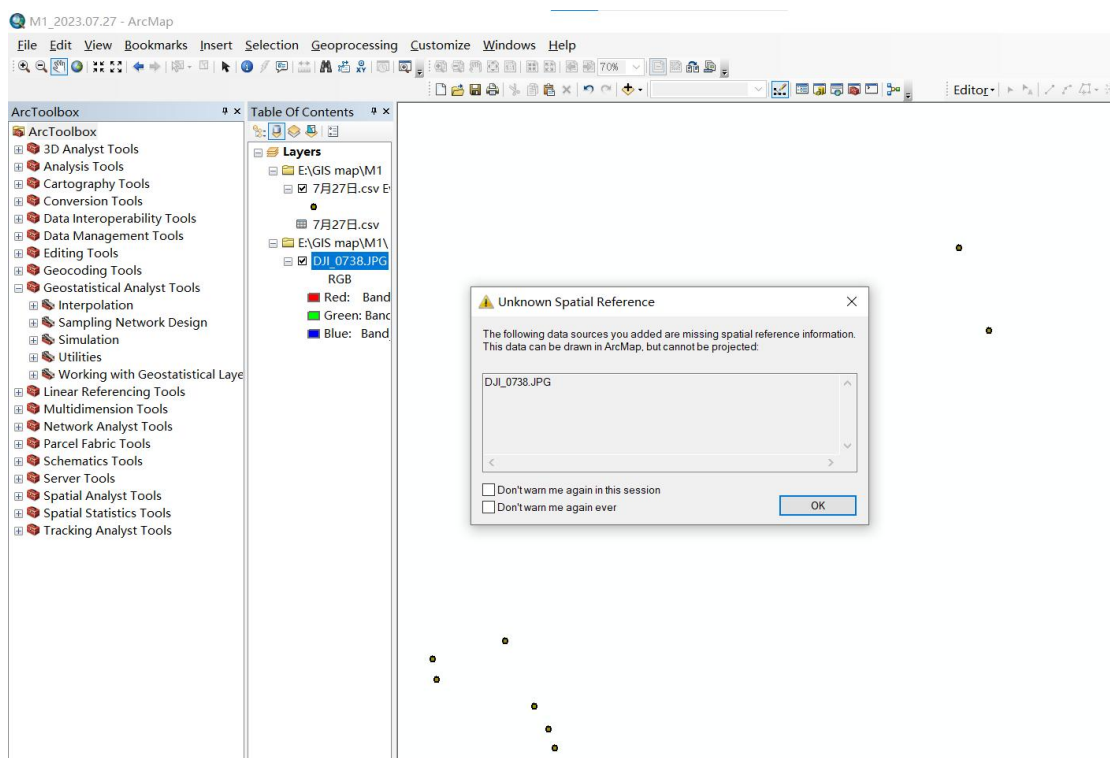 M1_2023.07.27 - ArcMap
File Edit View Bookmarks Insert Selection Geoprocessing Customize Windows Help
70%
Editor
ArcToolbox
ArcToolbox
3D Analyst Tools
Analysis Tools
Cartography Tools
Conversion Tools
Data Interoperability Tools
Data Management Tools
Editing Tools
Geocoding Tools
Geostatistical Analyst Tools
Interpolation
Sampling Network Design
Simulation
Utilities
Working with Geostatistical Laye
Linear Referencing Tools
Multidimension Tools
Network Analyst Tools
Parcel Fabric Tools
Schematics Tools
Server Tools
Spatial Analyst Tools
Spatial Statistics Tools
Tracking Analyst Tools
Table Of Contents
Layers
E:\GIS map\M1
7月27日.csv E
7月27日.csv
E:\GIS map\M1\
DJI_0738.JPG
RGB
Red: Band
Green: Band
Blue: Band
Unknown Spatial Reference
The following data sources you added are missing spatial reference information.
This data can be drawn in ArcMap, but cannot be projected:
DJI_0738.JPG
Don't warn me again in this session
Don't warn me again ever
OK